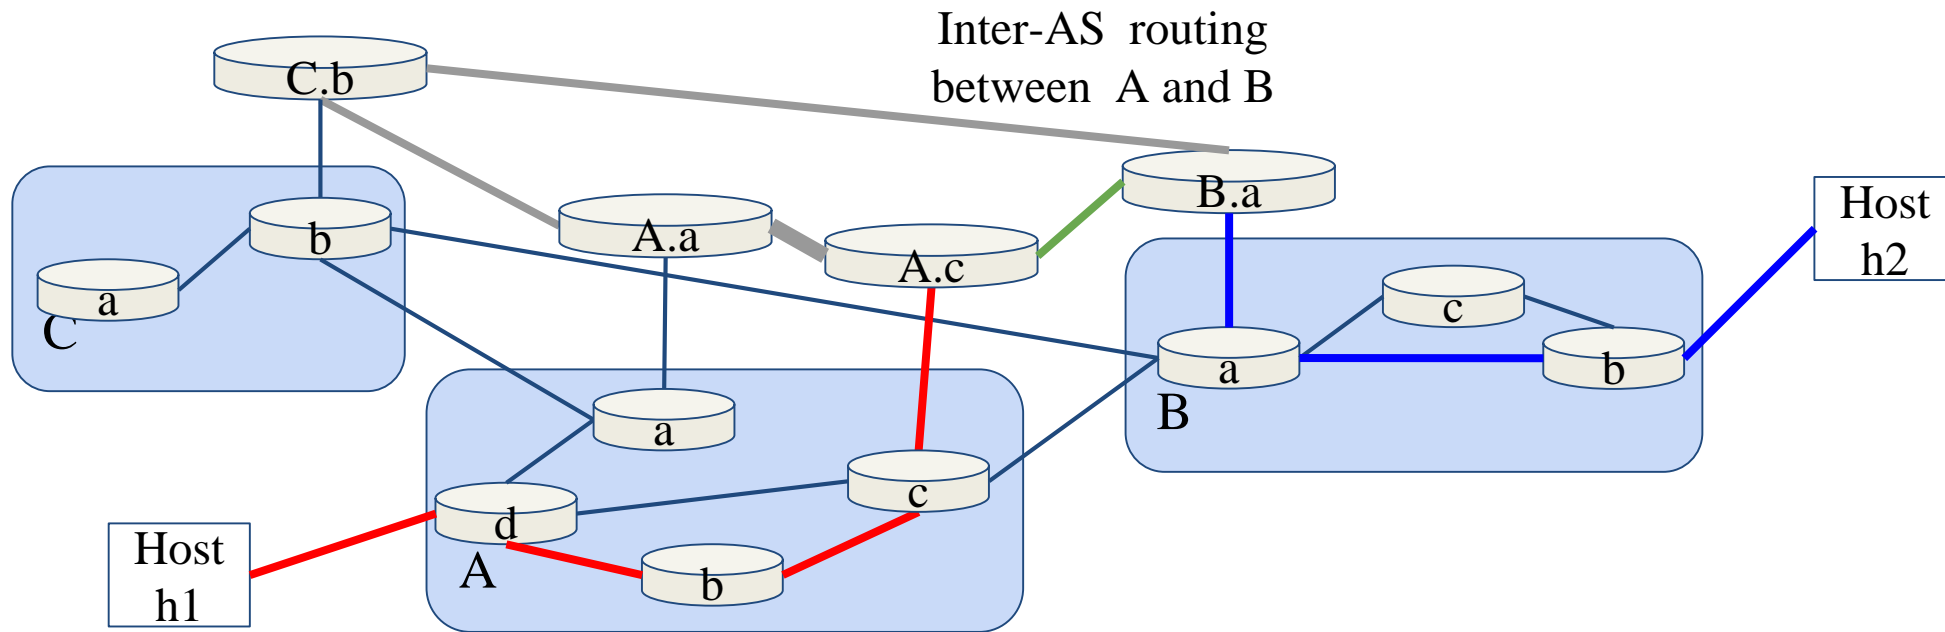 Inter-AS routing
between A and B
C.b
B.a
A.a
A.c
b
a
C
Host
h2
c
a
b
B
a
c
d
b
A
Host
h1